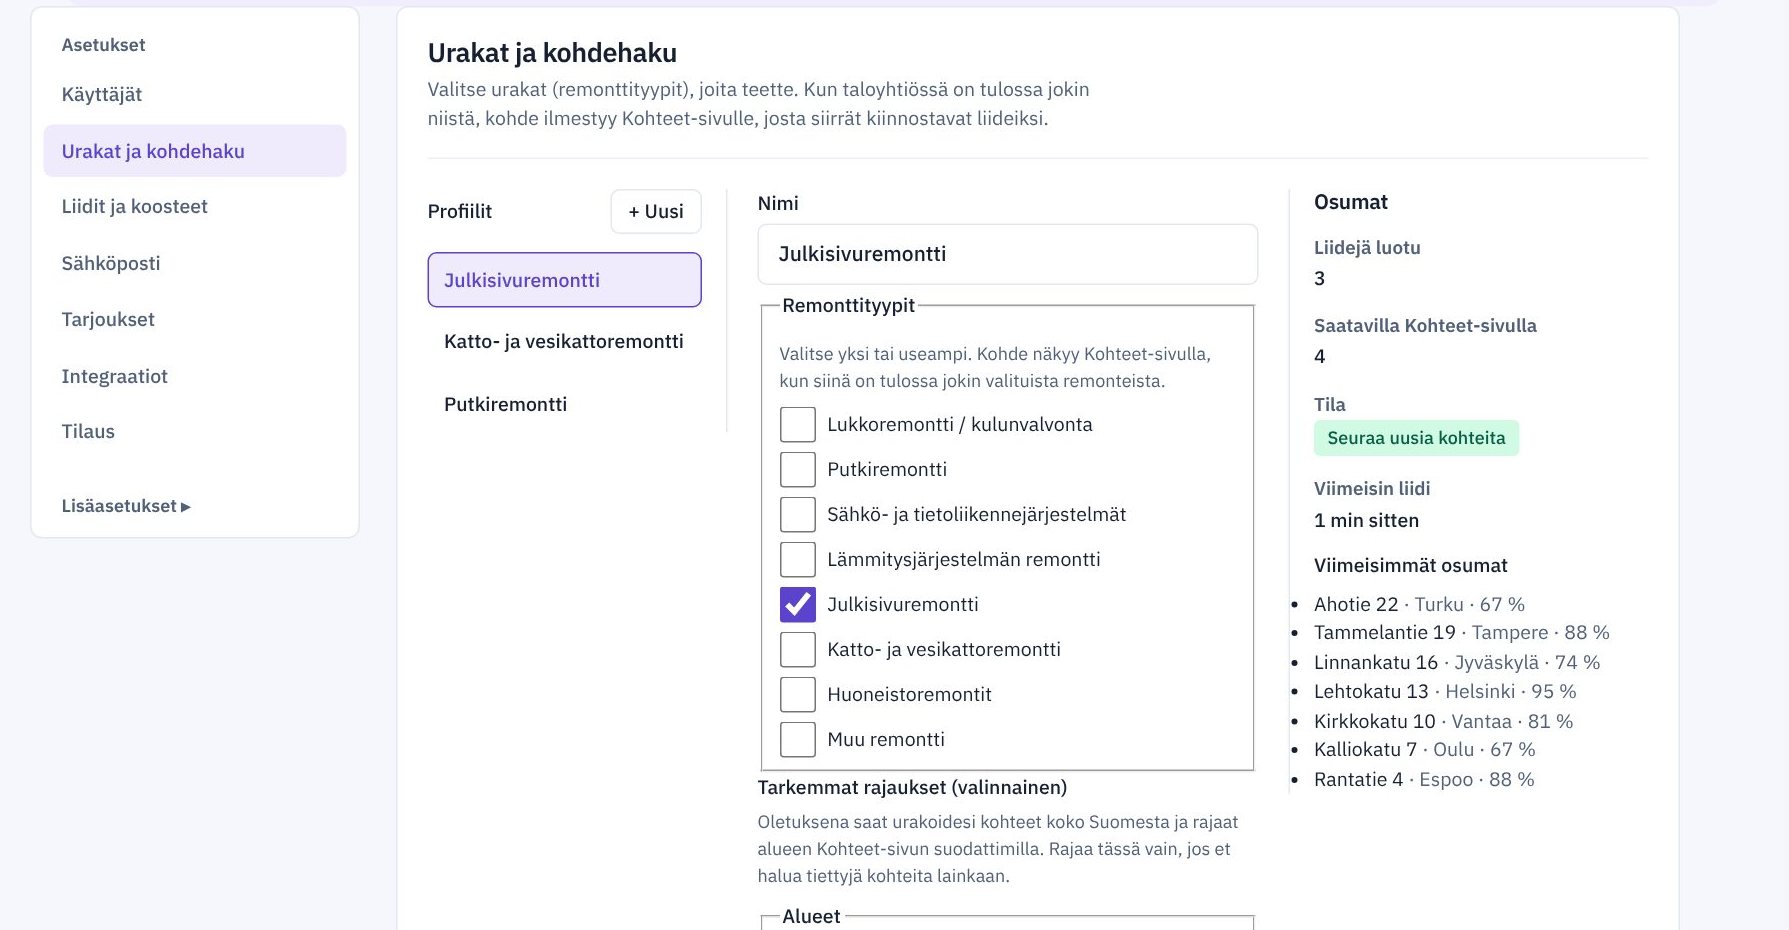 Asetukset
Käyttäjät
Urakat ja kohdehaku
Liidit ja koosteet
Sähköposti
Tarjoukset
Integraatiot
Tilaus
Lisäasetukset ▸
Urakat ja kohdehaku
Valitse urakat (remonttityypit), joita teette. Kun taloyhtiössä on tulossa jokin
niistä, kohde ilmestyy Kohteet-sivulle, josta siirrät kiinnostavat liideiksi.
Profiilit
+ Uusi
Julkisivuremontti
Katto- ja vesikattoremontti
Putkiremontti
Nimi
Julkisivuremontti
Remonttityypit
Valitse yksi tai useampi. Kohde näkyy Kohteet-sivulla,
kun siinä on tulossa jokin valituista remonteista.
Lukkoremontti / kulunvalvonta
Putkiremontti
Sähkö- ja tietoliikennejärjestelmät
Lämmitysjärjestelmän remontti
Julkisivuremontti
Katto- ja vesikattoremontti
Huoneistoremontit
Muu remontti
Tarkemmat rajaukset (valinnainen)
Oletuksena saat urakoidesi kohteet koko Suomesta ja rajaat
alueen Kohteet-sivun suodattimilla. Rajaa tässä vain, jos et
halua tiettyjä kohteita lainkaan.
Alueet
Osumat
Liidejä luotu
3
Saatavilla Kohteet-sivulla
4
Tila
Seuraa uusia kohteita
Viimeisin liidi
1 min sitten
Viimeisimmät osumat
• Ahotie 22 · Turku · 67 %
• Tammelantie 19 · Tampere · 88 %
• Linnankatu 16 · Jyväskylä · 74 %
• Lehtokatu 13 · Helsinki · 95 %
• Kirkkokatu 10 · Vantaa · 81 %
• Kalliokatu 7 · Oulu · 67 %
• Rantatie 4 · Espoo · 88 %